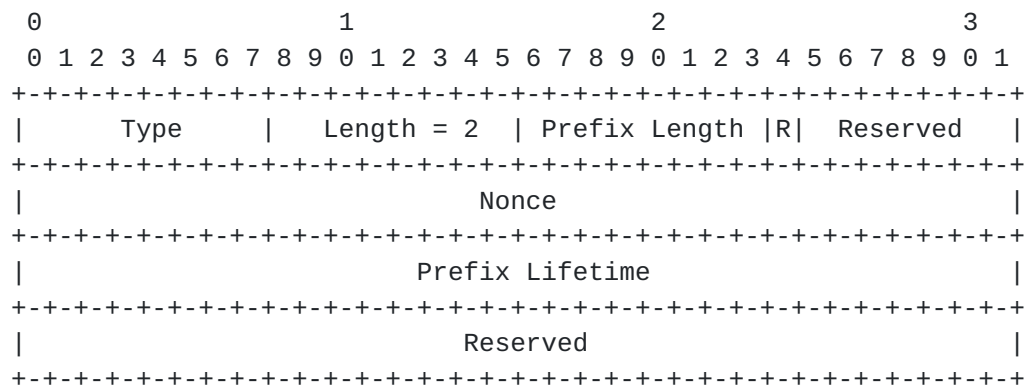 0                   1                   2                   3
 0 1 2 3 4 5 6 7 8 9 0 1 2 3 4 5 6 7 8 9 0 1 2 3 4 5 6 7 8 9 0 1
+-+-+-+-+-+-+-+-+-+-+-+-+-+-+-+-+-+-+-+-+-+-+-+-+-+-+-+-+-+-+-+-+
|      Type     |   Length = 2  | Prefix Length |R|  Reserved   |
+-+-+-+-+-+-+-+-+-+-+-+-+-+-+-+-+-+-+-+-+-+-+-+-+-+-+-+-+-+-+-+-+
|                             Nonce                             |
+-+-+-+-+-+-+-+-+-+-+-+-+-+-+-+-+-+-+-+-+-+-+-+-+-+-+-+-+-+-+-+-+
|                         Prefix Lifetime                       |
+-+-+-+-+-+-+-+-+-+-+-+-+-+-+-+-+-+-+-+-+-+-+-+-+-+-+-+-+-+-+-+-+
|                            Reserved                           |
+-+-+-+-+-+-+-+-+-+-+-+-+-+-+-+-+-+-+-+-+-+-+-+-+-+-+-+-+-+-+-+-+